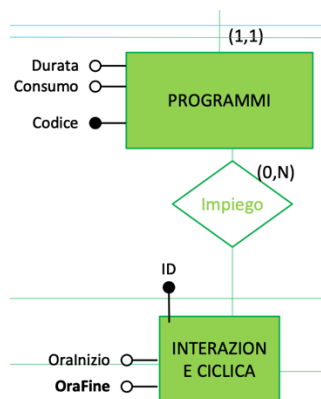 (1,1)
Durata
Consumo
PROGRAMMI
Codice
(0,N)
Impiego
ID
OraInizio
INTERAZION
E CICLICA
OraFine